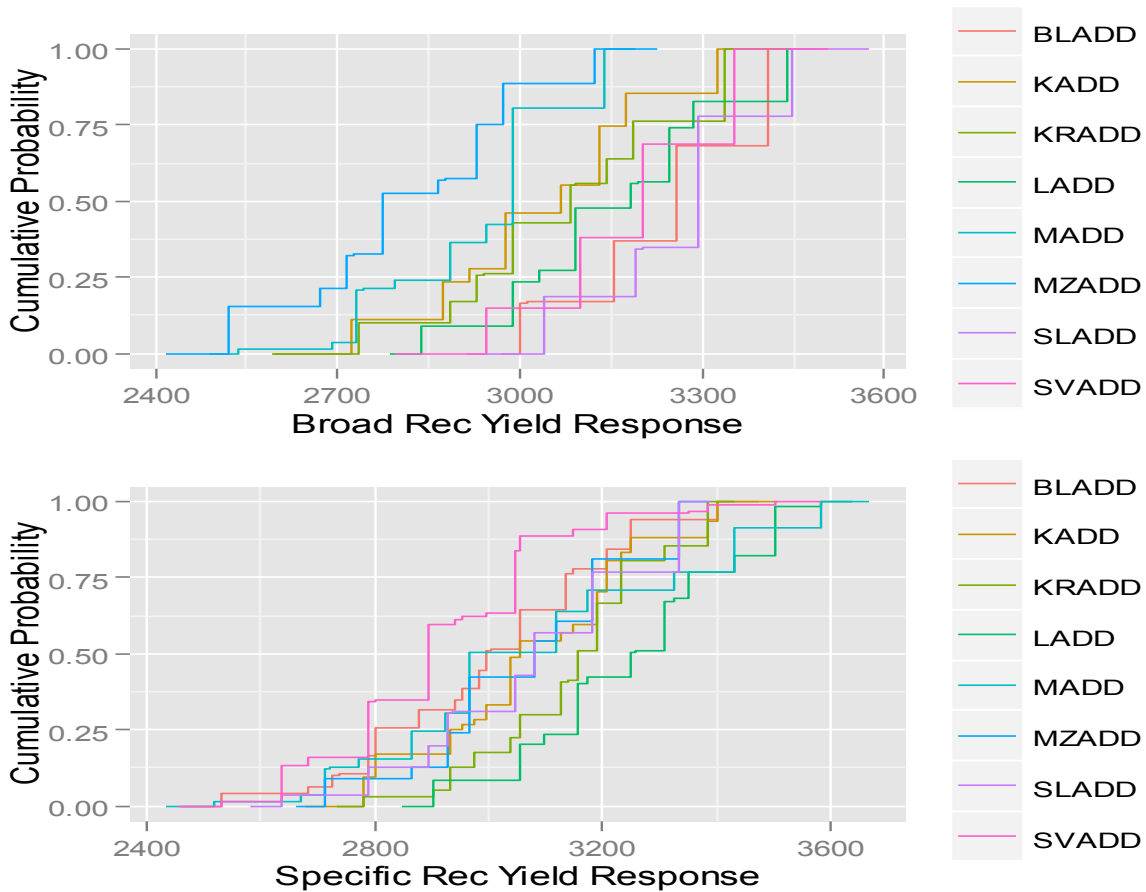 1.00
0.75
0.50
0.25
0.00
Cumulative Probability
2400 2700 3000 3300 3600
Broad Rec Yield Response
BLADD
KADD
KRADD
LADD
MADD
MZADD
SLADD
SVADD
1.00
0.75
0.50
0.25
0.00
Cumulative Probability
2400 2800 3200 3600
Specific Rec Yield Response
BLADD
KADD
KRADD
LADD
MADD
MZADD
SLADD
SVADD